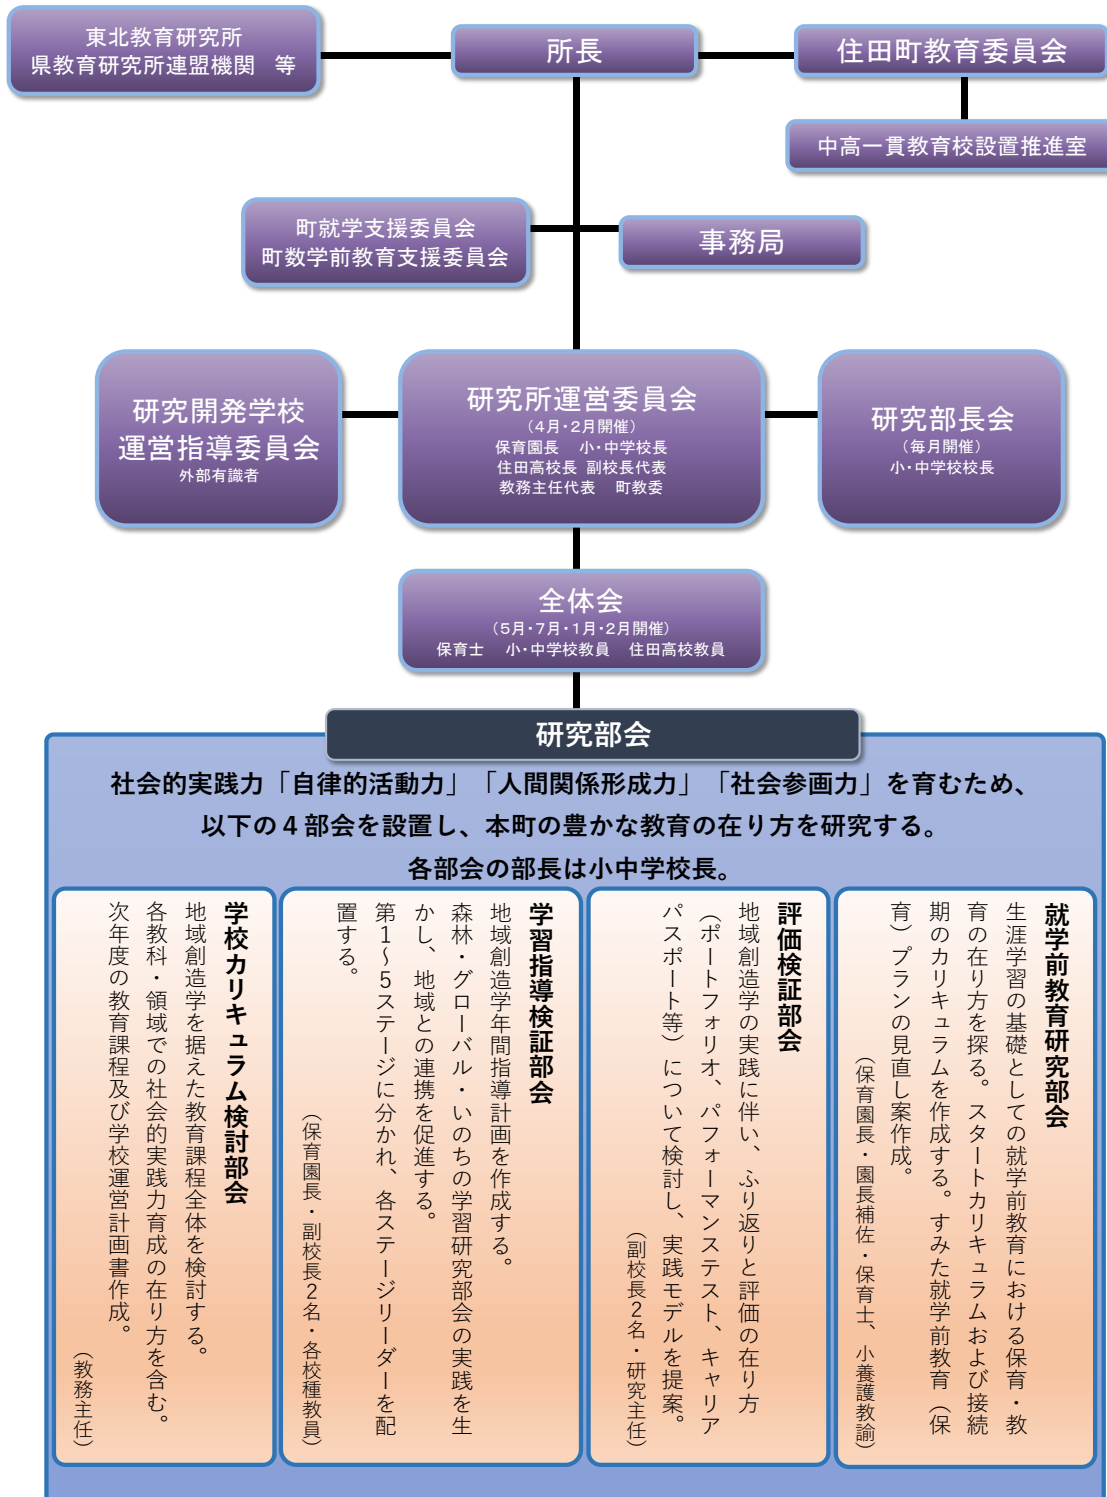 東北教育研究所
県教育研究所連盟機関 等
所長
住田町教育委員会
中高一貫教育校設置推進室
町就学支援委員会
町数学前教育支援委員会
事務局
研究開発学校
運営指導委員会
外部有識者
研究所運営委員会
（4月・2月開催）
保育園長 小・中学校長
住田高校長 副校長代表
教務主任代表 町教委
研究部長会
（毎月開催）
小・中学校校長
全体会
（5月・7月・1月・2月開催）
保育士 小・中学校教員 住田高校教員
研究部会
社会的実践力「自律的活動力」「人間関係形成力」「社会参画力」を育むため、
以下の４部会を設置し、本町の豊かな教育の在り方を研究する。
各部会の部長は小中学校長。
就学前教育研究部会
生涯学習の基礎としての就学前教育における保育・教
育の在り方を探る。スタートカリキュラムおよび接続
期のカリキュラムを作成する。すみた就学前教育（保
育）プランの見直し案作成。
（保育園長・園長補佐・保育士、小養護教諭）
評価検証部会
地域創造学の実践に伴い、ふり返りと評価の在り方
（ポートフォリオ、パフォーマンステスト、キャリア
パスポート等）について検討し、実践モデルを提案。
（副校長２名・研究主任）
学習指導検証部会
地域創造学年間指導計画を作成する。
森林・グローバル・いのちの学習研究部会の実践を生
かし、地域との連携を促進する。
第１～５ステージに分かれ、各ステージリーダーを配
置する。
（保育園長・副校長２名・各校種教員）
学校カリキュラム検討部会
地域創造学を据えた教育課程全体を検討する。
各教科・領域での社会的実践力育成の在り方を含む。
次年度の教育課程及び学校運営計画書作成。
（教務主任）